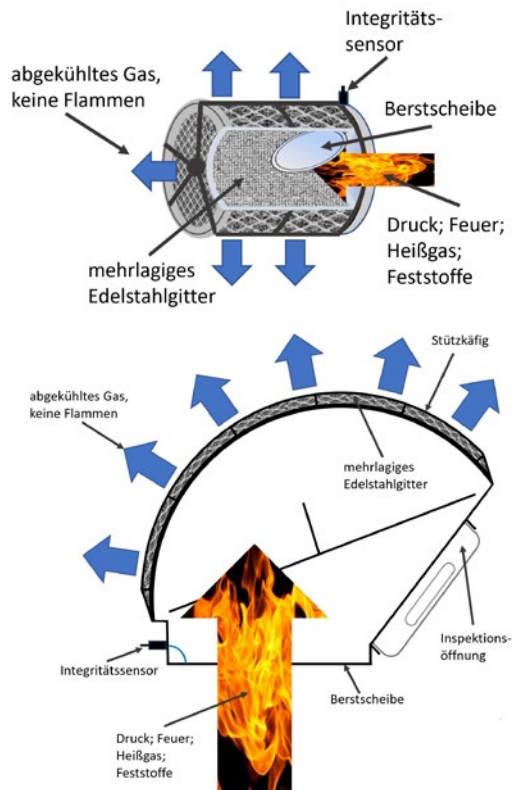 Integritäts-
sensor
abgekühltes Gas,
keine Flammen
Berstscheibe
Druck; Feuer;
Heißgas;
Feststoffe
mehrlagiges
Edelstahlgitter
Stützkäfig
abgekühltes Gas,
keine Flammen
mehrlagiges
Edelstahlgitter
Inspektions-
öffnung
Integritätssensor
Berstscheibe
Druck; Feuer;
Heißgas;
Feststoffe